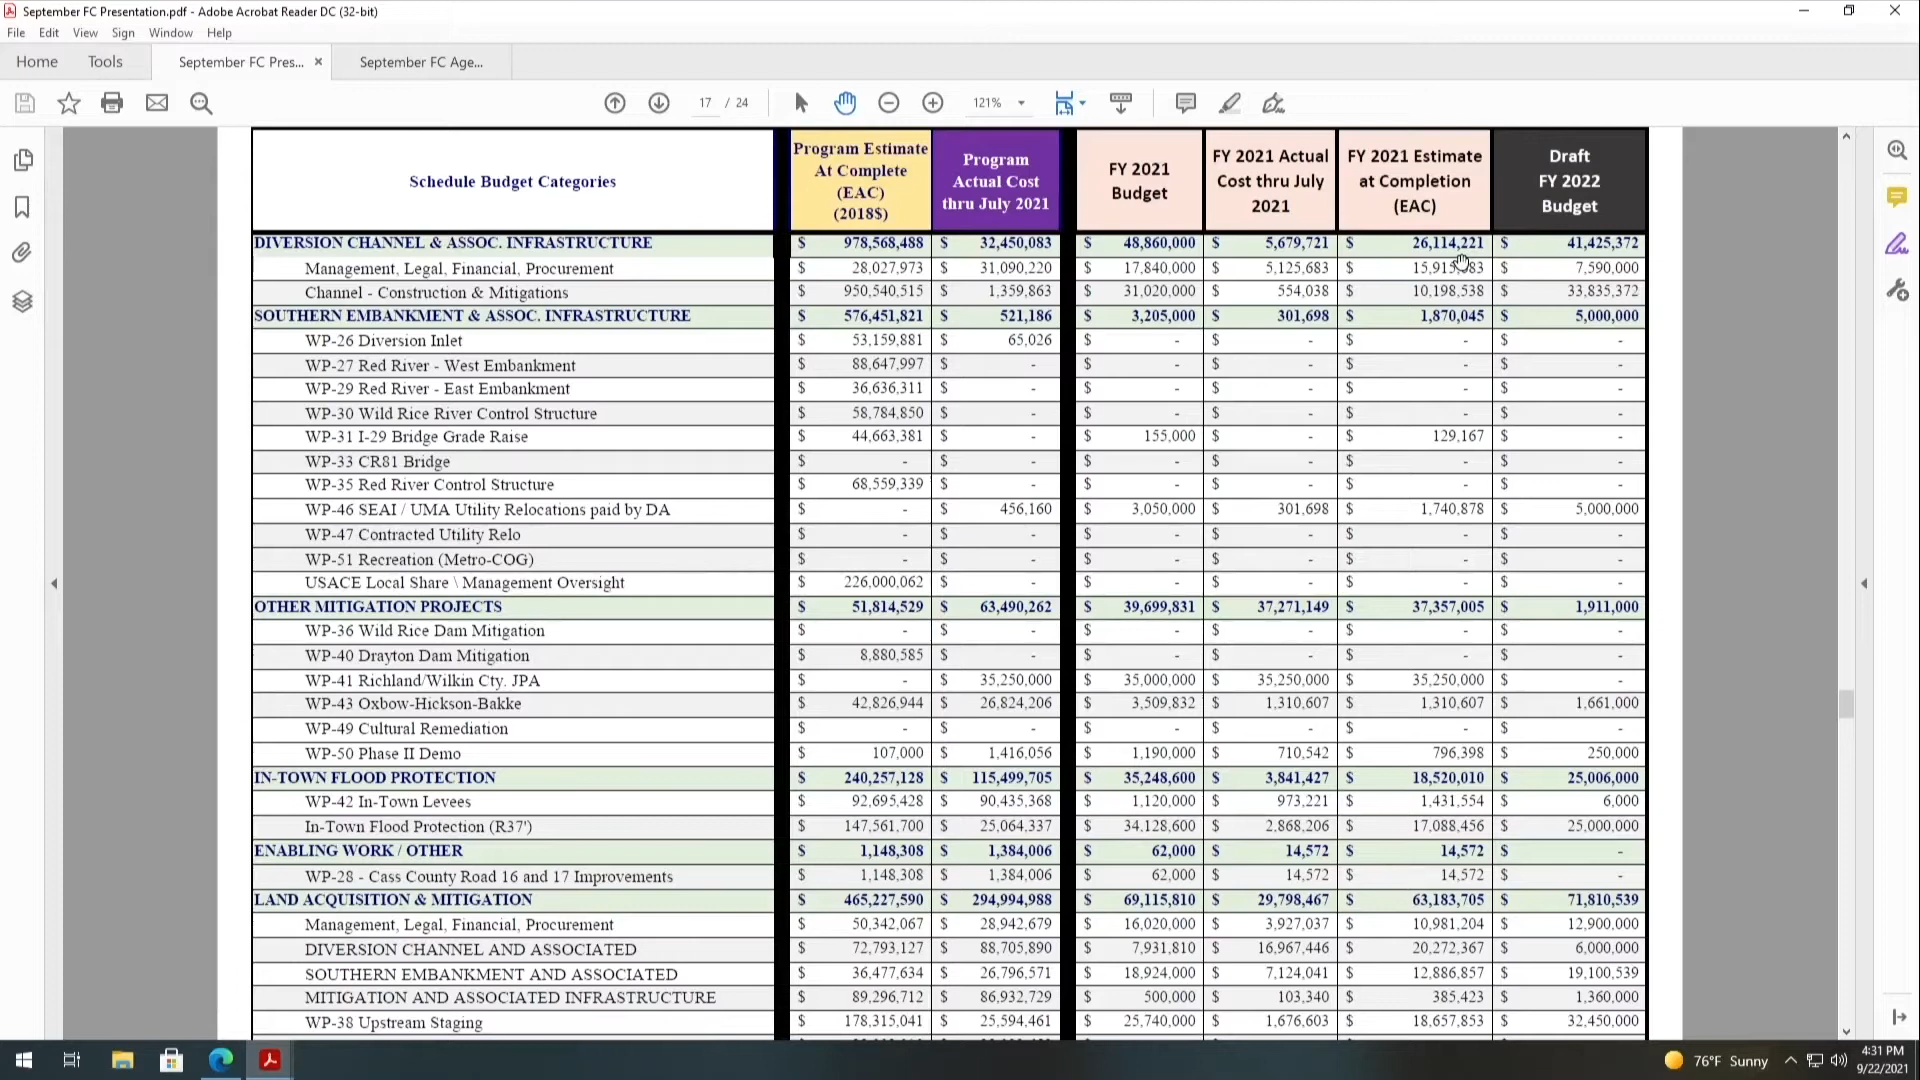 September FC Presentation.pdf - Adobe Acrobat Reader DC (32-bit)
File Edit View Sign Window Help
Home Tools September FC Pres... × September FC Age...
17 / 24 121%
Schedule Budget Categories
Program Estimate At Complete (EAC) (2018$)
Program Actual Cost thru July 2021
FY 2021 Budget
FY 2021 Actual Cost thru July 2021
FY 2021 Estimate at Completion (EAC)
Draft FY 2022 Budget
DIVERSION CHANNEL & ASSOC. INFRASTRUCTURE $ 978,568,488 $ 32,450,083 $ 48,860,000 $ 5,679,721 $ 26,114,221 $ 41,425,372
Management, Legal, Financial, Procurement $ 28,027,973 $ 31,090,220 $ 17,840,000 $ 5,125,683 $ $ 7,590,000
Channel - Construction & Mitigations $ 950,540,515 $ 1,359,863 $ 31,020,000 $ 554,038 $ 10,198,538 $ 33,835,372
SOUTHERN EMBANKMENT & ASSOC. INFRASTRUCTURE $ 576,451,821 $ 521,186 $ 3,205,000 $ 301,698 $ 1,870,045 $ 5,000,000
WP-26 Diversion Inlet $ 53,159,881 $ 65,026 $ - $ - $ - $ -
WP-27 Red River - West Embankment $ 88,647,997 $ - $ - $ - $ - $ -
WP-29 Red River - East Embankment $ 36,636,311 $ - $ - $ - $ - $ -
WP-30 Wild Rice River Control Structure $ 58,784,850 $ - $ - $ - $ - $ -
WP-31 I-29 Bridge Grade Raise $ 44,663,381 $ - $ 155,000 $ - $ 129,167 $ -
WP-33 CR81 Bridge $ - $ - $ - $ - $ - $ -
WP-35 Red River Control Structure $ 68,559,339 $ - $ - $ - $ - $ -
WP-46 SEAI / UMA Utility Relocations paid by DA $ - $ 456,160 $ 3,050,000 $ 301,698 $ 1,740,878 $ 5,000,000
WP-47 Contracted Utility Relo $ - $ - $ - $ - $ - $ -
WP-51 Recreation (Metro-COG) $ - $ - $ - $ - $ - $ -
USACE Local Share \ Management Oversight $ 226,000,062 $ - $ - $ - $ - $ -
OTHER MITIGATION PROJECTS $ 51,814,529 $ 63,490,262 $ 39,699,831 $ 37,271,149 $ 37,357,005 $ 1,911,000
WP-36 Wild Rice Dam Mitigation $ - $ - $ - $ - $ - $ -
WP-40 Drayton Dam Mitigation $ 8,880,585 $ - $ - $ - $ - $ -
WP-41 Richland/Wilkin Cty. JPA $ - $ 35,250,000 $ 35,000,000 $ 35,250,000 $ 35,250,000 $ -
WP-43 Oxbow-Hickson-Bakke $ 42,826,944 $ 26,824,206 $ 3,509,832 $ 1,310,607 $ 1,310,607 $ 1,661,000
WP-49 Cultural Remediation $ - $ - $ - $ - $ - $ -
WP-50 Phase II Demo $ 107,000 $ 1,416,056 $ 1,190,000 $ 710,542 $ 796,398 $ 250,000
IN-TOWN FLOOD PROTECTION $ 240,257,128 $ 115,499,705 $ 35,248,600 $ 3,841,427 $ 18,520,010 $ 25,006,000
WP-42 In-Town Levees $ 92,695,428 $ 90,435,368 $ 1,120,000 $ 973,221 $ 1,431,554 $ 6,000
In-Town Flood Protection (R37') $ 147,561,700 $ 25,064,337 $ 34,128,600 $ 2,868,206 $ 17,088,456 $ 25,000,000
ENABLING WORK / OTHER $ 1,148,308 $ 1,384,006 $ 62,000 $ 14,572 $ 14,572 $ -
WP-28 - Cass County Road 16 and 17 Improvements $ 1,148,308 $ 1,384,006 $ 62,000 $ 14,572 $ 14,572 $ -
LAND ACQUISITION & MITIGATION $ 465,227,590 $ 294,994,988 $ 69,115,810 $ 29,798,467 $ 63,183,705 $ 71,810,539
Management, Legal, Financial, Procurement $ 50,342,067 $ 28,942,679 $ 16,020,000 $ 3,927,037 $ 10,981,204 $ 12,900,000
DIVERSION CHANNEL AND ASSOCIATED $ 72,793,127 $ 88,705,890 $ 7,931,810 $ 16,967,446 $ 20,272,367 $ 6,000,000
SOUTHERN EMBANKMENT AND ASSOCIATED $ 36,477,634 $ 26,796,571 $ 18,924,000 $ 7,124,041 $ 12,886,857 $ 19,100,539
MITIGATION AND ASSOCIATED INFRASTRUCTURE $ 89,296,712 $ 86,932,729 $ 500,000 $ 103,340 $ 385,423 $ 1,360,000
WP-38 Upstream Staging $ 178,315,041 $ 25,594,461 $ 25,740,000 $ 1,676,603 $ 18,657,853 $ 32,450,000
76°F Sunny 4:31 PM
9/22/2021